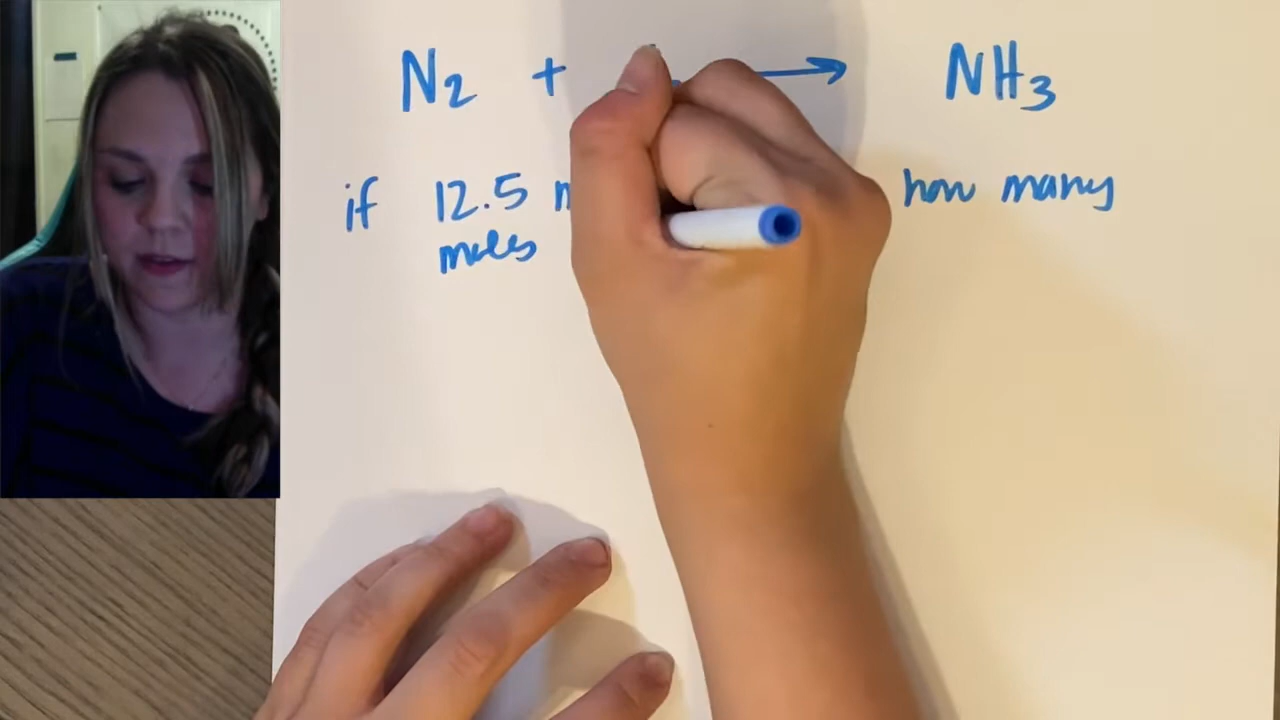 N₂ + → NH₃
if 12.5 how many
moles